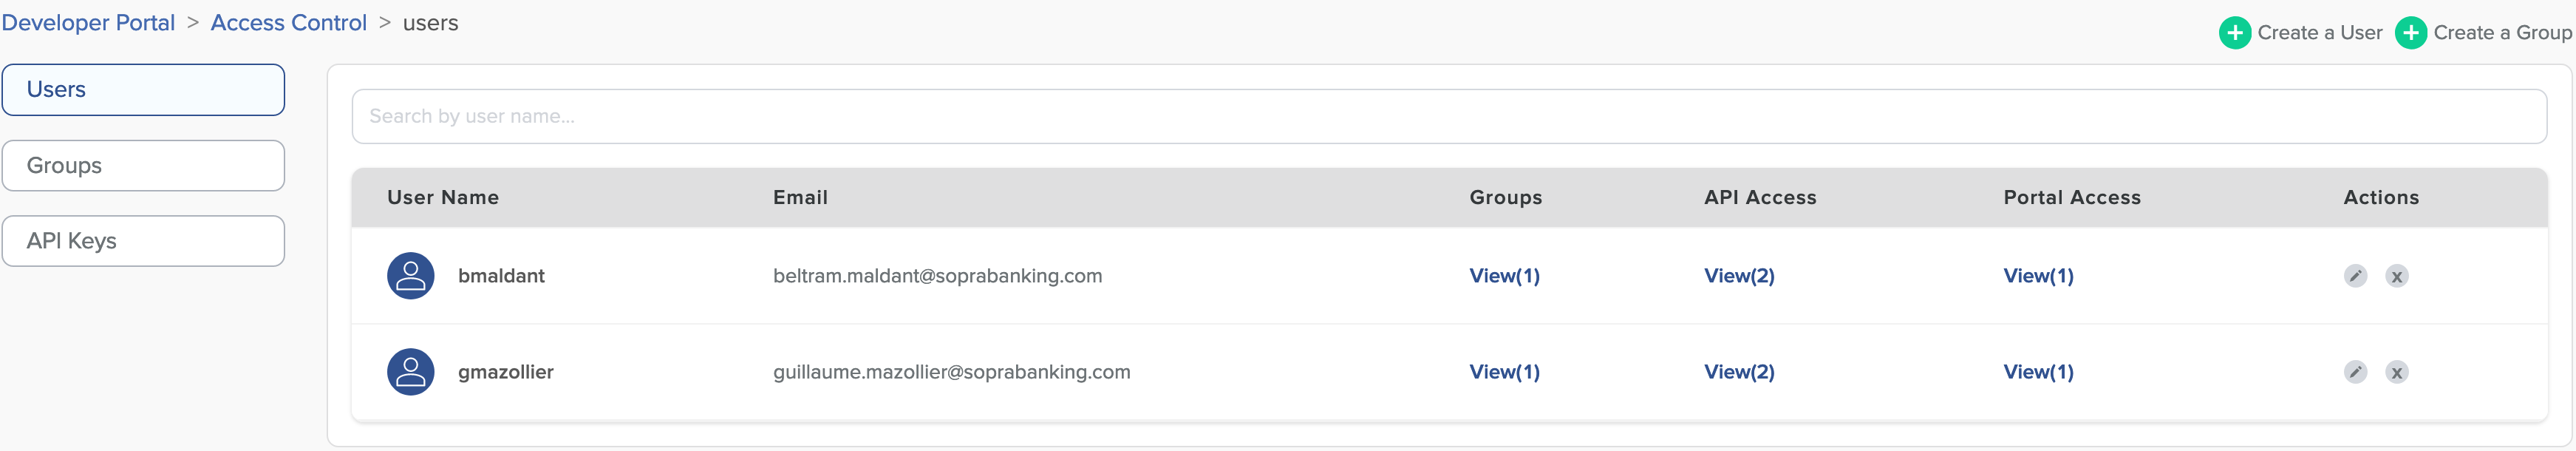 Developer Portal > Access Control > users
Create a User Create a Group
Users
Groups
API Keys
Search by user name...
User Name Email Groups API Access Portal Access Actions
bmaldant beltram.maldant@soprabanking.com View(1) View(2) View(1) x
gmazollier guillaume.mazollier@soprabanking.com View(1) View(2) View(1) x